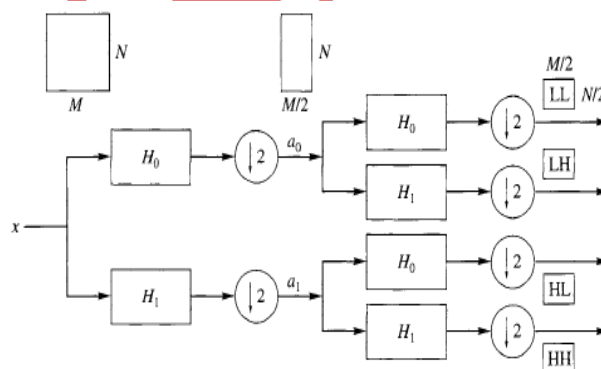 N N M/2
M M/2 LL N/2
H₀ ↓ 2 a₀ H₀ ↓ 2
H₁ ↓ 2 LH
x
H₁ ↓ 2 a₁ H₀ ↓ 2 HL
H₁ ↓ 2 HH